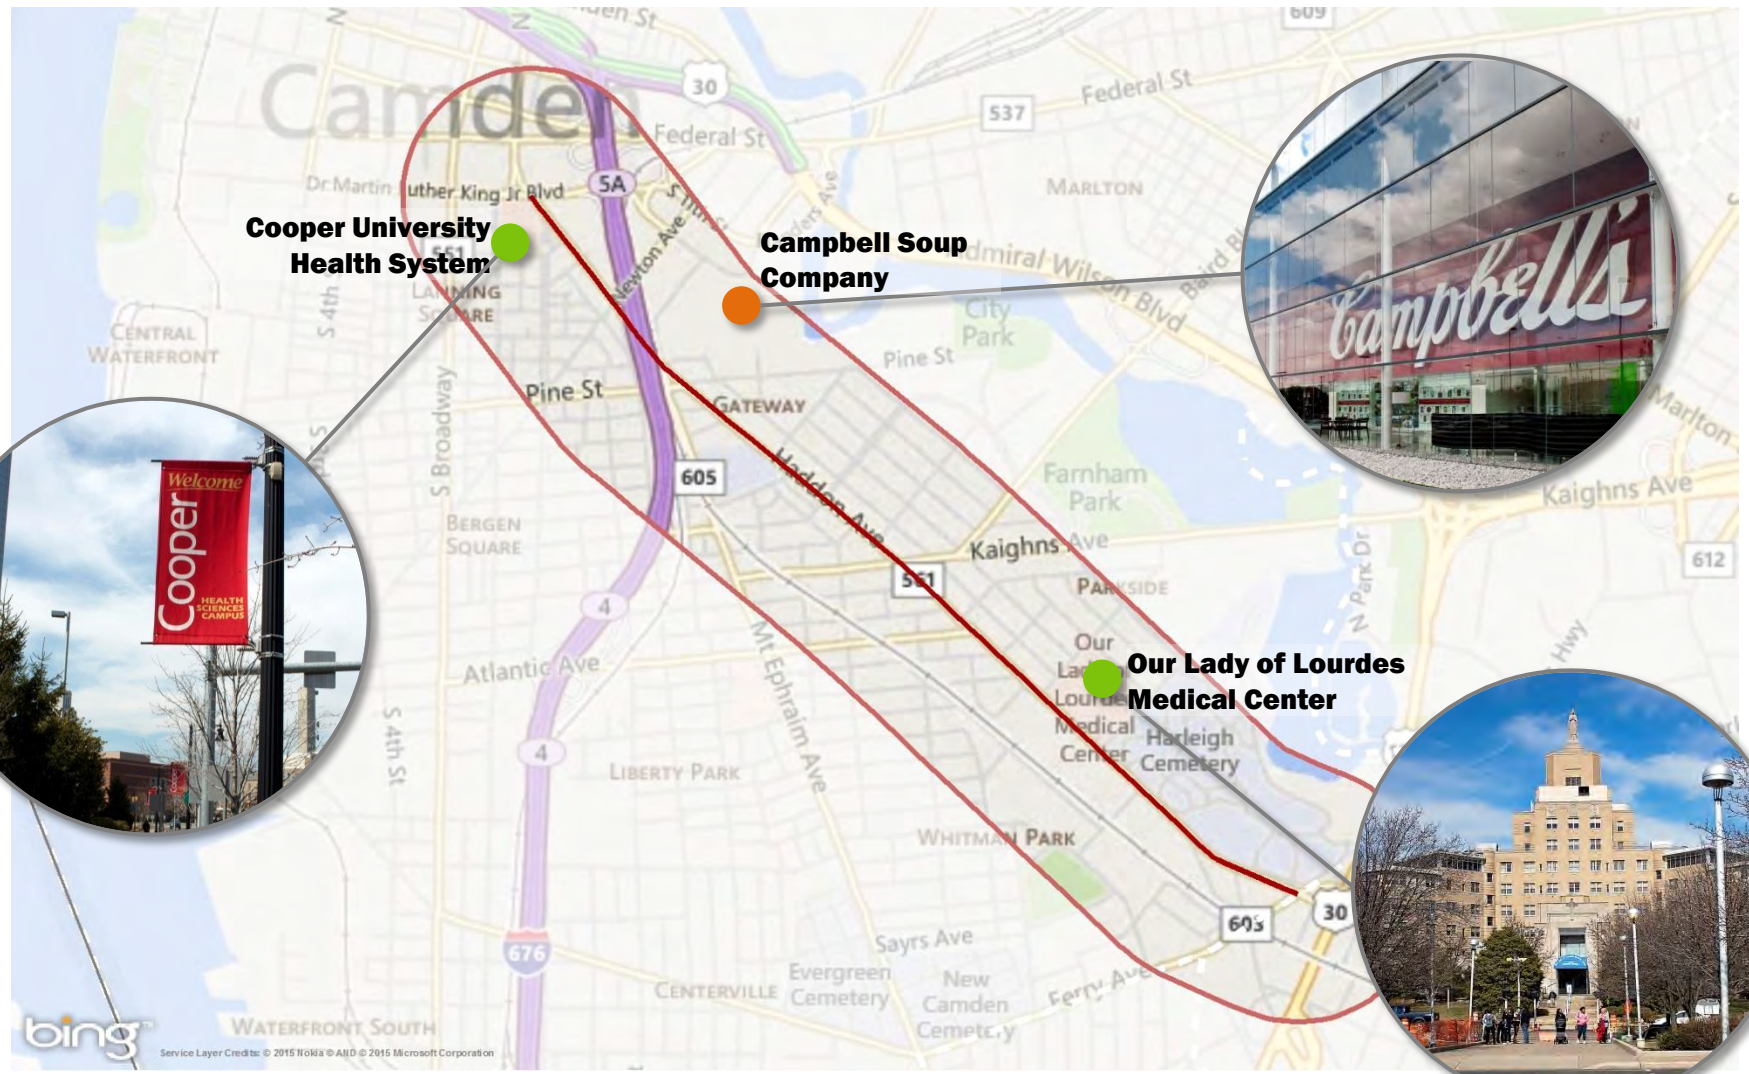 Camden
den St
N
609
30
537
Federal St
Federal St
Dr. Martin Luther King Jr Blvd
5A
S 11th St
MARLTON
Newton Ave
Cooper University
Health System
Campbell Soup
Company
Admiral Wilson Blvd
551
LANNING
SQUARE
S 4th
CENTRAL
WATERFRONT
City
Park
Pine St
Pine St
Campbell's
Marlton
GATEWAY
S Broadway
605
Haddon Ave
Farnham
Park
Kaighns Ave
BERGEN
SQUARE
Kaighns Ave
561
612
N Park Dr
PARKSIDE
4
Welcome
Cooper
HEALTH
SCIENCES
CAMPUS
Atlantic Ave
Mt Ephraim Ave
Our
Lady of
Lourdes
Medical
Center
Our Lady of Lourdes
Medical Center
Hwy
Harleigh
Cemetery
S 4th St
4
LIBERTY PARK
WHITMAN PARK
605
30
676
Sayrs Ave
Ferry Ave
CENTERVILLE
Evergreen
Cemetery
New
Camden
Cemetery
WATERFRONT SOUTH
bing
Service Layer Credits: © 2015 Nokia © AND © 2015 Microsoft Corporation